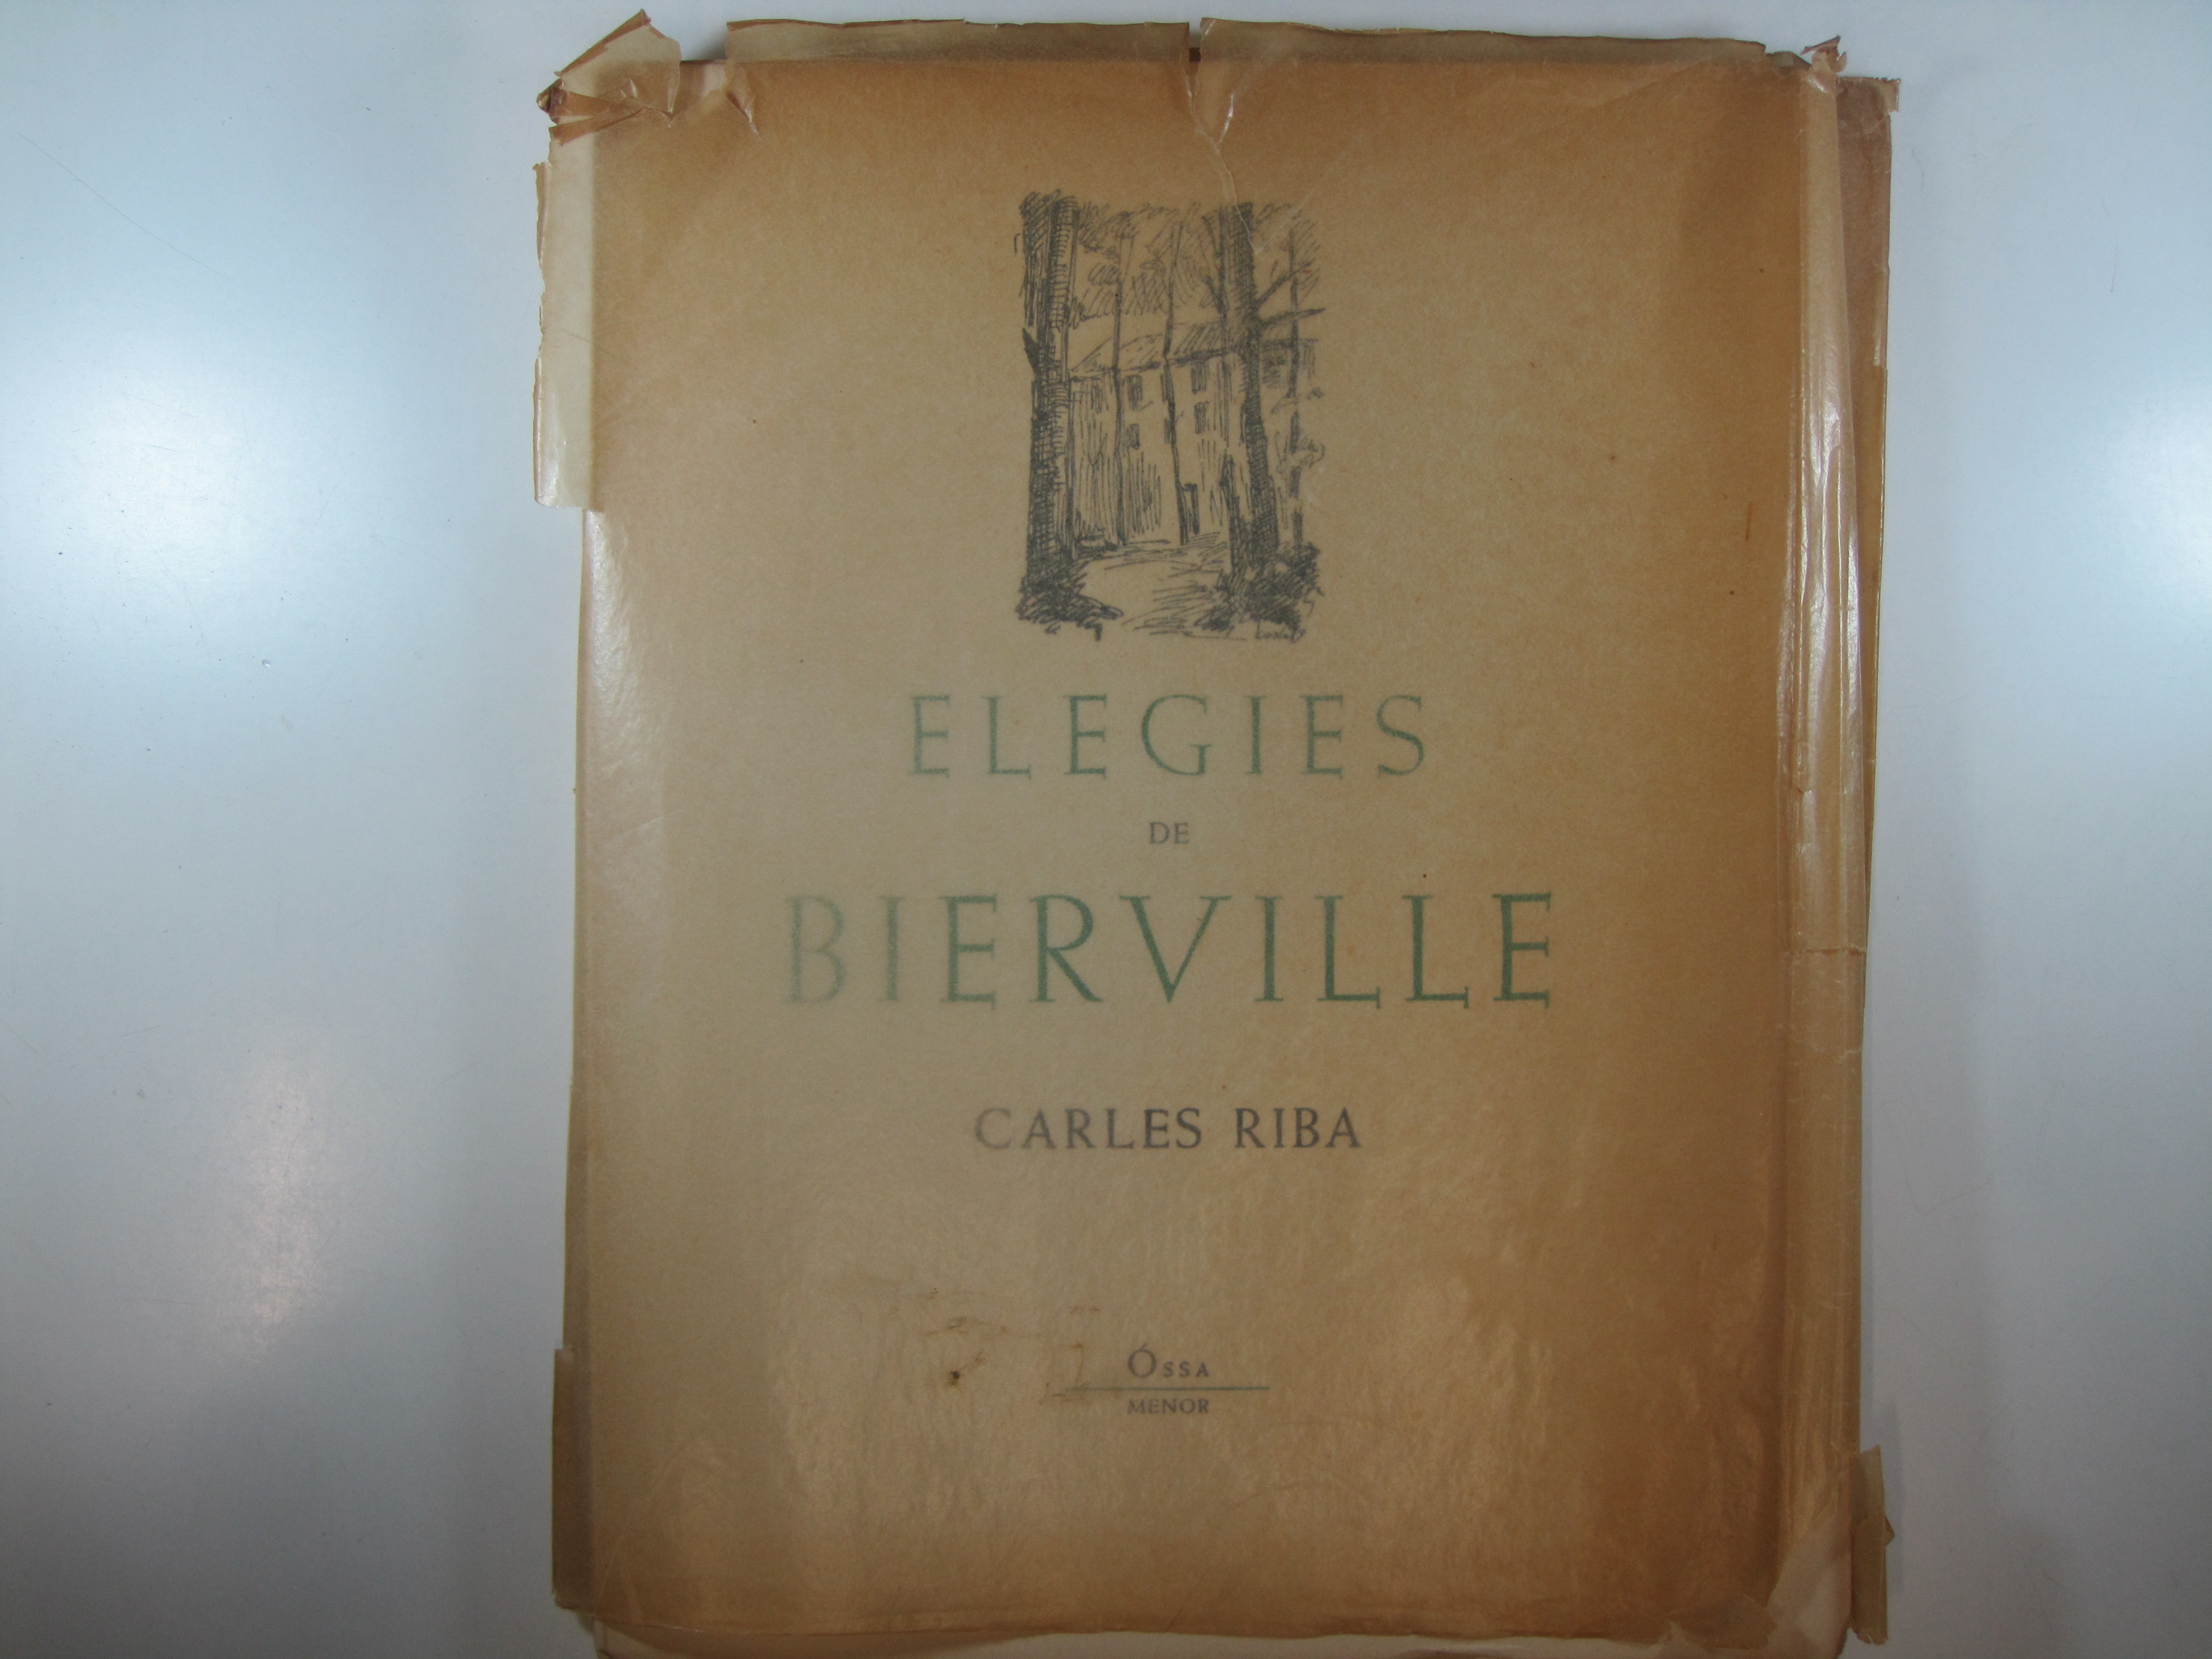 ELEGIES
DE
BIERVILLE
CARLES RIBA
ÓSSA
MENOR